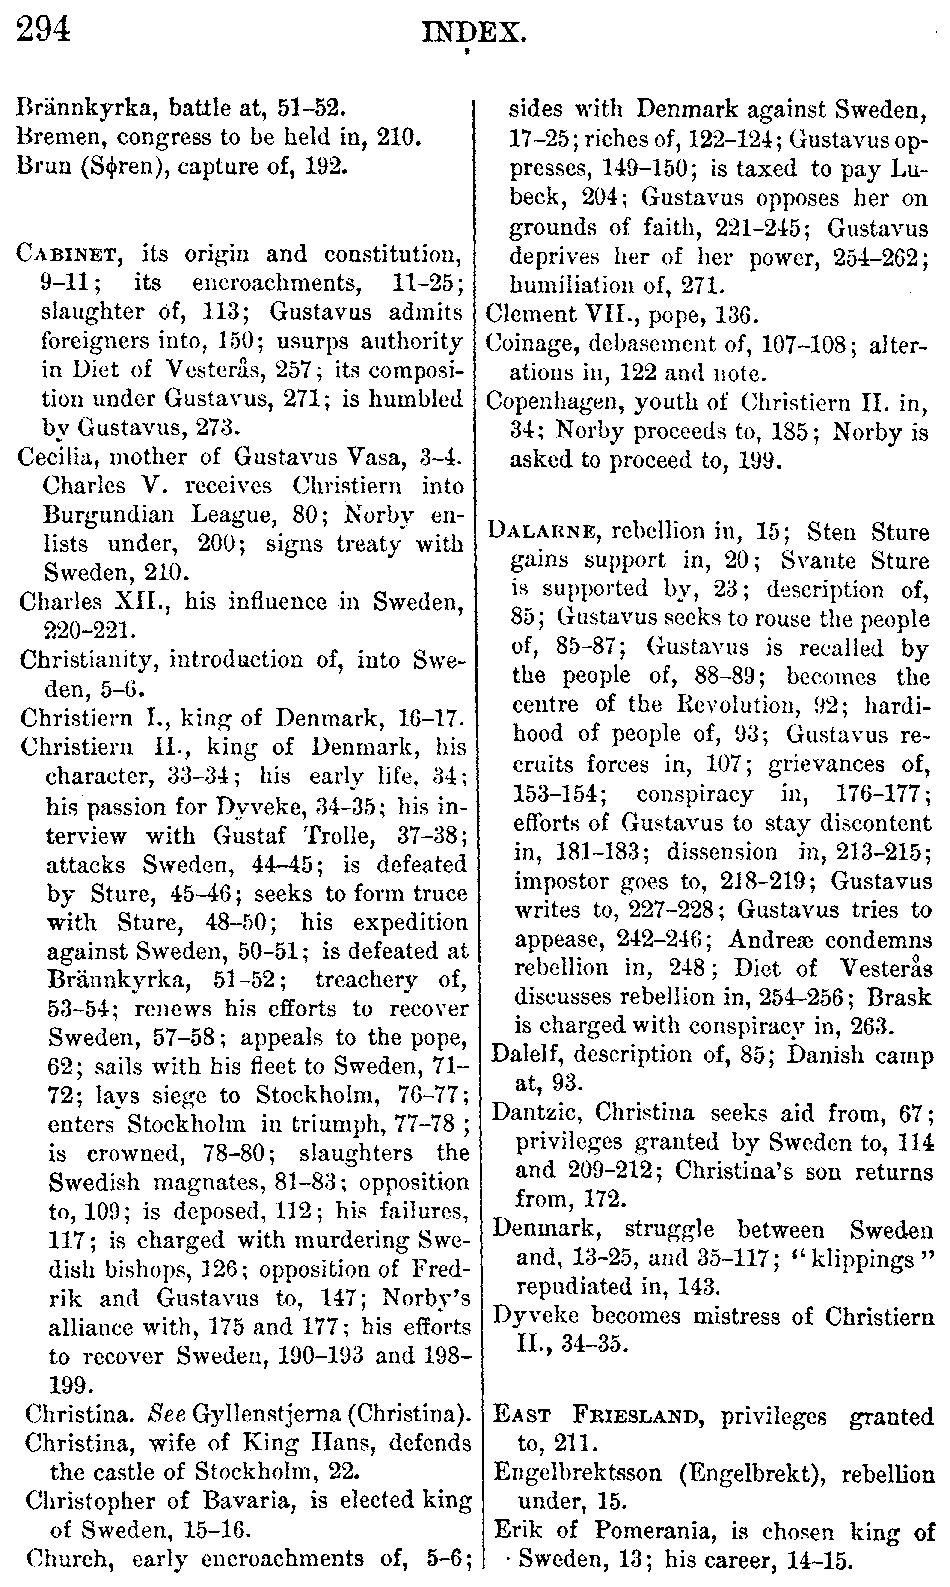 294
INDEX.
Brännkyrka, battle at, 51–52.
Bremen, congress to be held in, 210.
Brun (Sϕren), capture of, 192.
CABINET, its origin and constitution,
9–11; its encroachments, 11–25;
slaughter of, 113; Gustavus admits
foreigners into, 150; usurps authority
in Diet of Vesterås, 257; its composi-
tion under Gustavus, 271; is humbled
by Gustavus, 273.
Cecilia, mother of Gustavus Vasa, 3–4.
Charles V. receives Christiern into
Burgundian League, 80; Norby en-
lists under, 200; signs treaty with
Sweden, 210.
Charles XII., his influence in Sweden,
220–221.
Christianity, introduction of, into Swe-
den, 5–6.
Christiern I., king of Denmark, 16–17.
Christiern II., king of Denmark, his
character, 33–34; his early life, 34;
his passion for Dyveke, 34–35; his in-
terview with Gustaf Trolle, 37–38;
attacks Sweden, 44–45; is defeated
by Sture, 45–46; seeks to form truce
with Sture, 48–50; his expedition
against Sweden, 50–51; is defeated at
Brännkyrka, 51–52; treachery of,
53–54; renews his efforts to recover
Sweden, 57–58; appeals to the pope,
62; sails with his fleet to Sweden, 71–
72; lays siege to Stockholm, 76–77;
enters Stockholm in triumph, 77–78;
is crowned, 78–80; slaughters the
Swedish magnates, 81–83; opposition
to, 109; is deposed, 112; his failures,
117; is charged with murdering Swe-
dish bishops, 126; opposition of Fred-
rik and Gustavus to, 147; Norby's
alliance with, 175 and 177; his efforts
to recover Sweden, 190–193 and 198–
199.
Christina. See Gyllenstjerna (Christina).
Christina, wife of King Hans, defends
the castle of Stockholm, 22.
Christopher of Bavaria, is elected king
of Sweden, 15–16.
Church, early encroachments of, 5–6;
sides with Denmark against Sweden,
17–25; riches of, 122–124; Gustavus op-
presses, 149–150; is taxed to pay Lu-
beck, 204; Gustavus opposes her on
grounds of faith, 221–245; Gustavus
deprives her of her power, 254–262;
humiliation of, 271.
Clement VII., pope, 136.
Coinage, debasement of, 107–108; alter-
ations in, 122 and note.
Copenhagen, youth of Christiern II. in,
34; Norby proceeds to, 185; Norby is
asked to proceed to, 199.
DALARNE, rebellion in, 15; Sten Sture
gains support in, 20; Svante Sture
is supported by, 23; description of,
85; Gustavus seeks to rouse the people
of, 85–87; Gustavus is recalled by
the people of, 88–89; becomes the
centre of the Revolution, 92; hardi-
hood of people of, 93; Gustavus re-
cruits forces in, 107; grievances of,
153–154; conspiracy in, 176–177;
efforts of Gustavus to stay discontent
in, 181–183; dissension in, 213–215;
impostor goes to, 218–219; Gustavus
writes to, 227–228; Gustavus tries to
appease, 242–246; Andreæ condemns
rebellion in, 248; Diet of Vesterås
discusses rebellion in, 254–256; Brask
is charged with conspiracy in, 263.
Dalelf, description of, 85; Danish camp
at, 93.
Dantzic, Christina seeks aid from, 67;
privileges granted by Sweden to, 114
and 209–212; Christina's son returns
from, 172.
Denmark, struggle between Sweden
and, 13–25, and 35–117; "klippings"
repudiated in, 143.
Dyveke becomes mistress of Christiern
II., 34–35.
EAST FRIESLAND, privileges granted
to, 211.
Engelbrektsson (Engelbrekt), rebellion
under, 15.
Erik of Pomerania, is chosen king of
Sweden, 13; his career, 14–15.